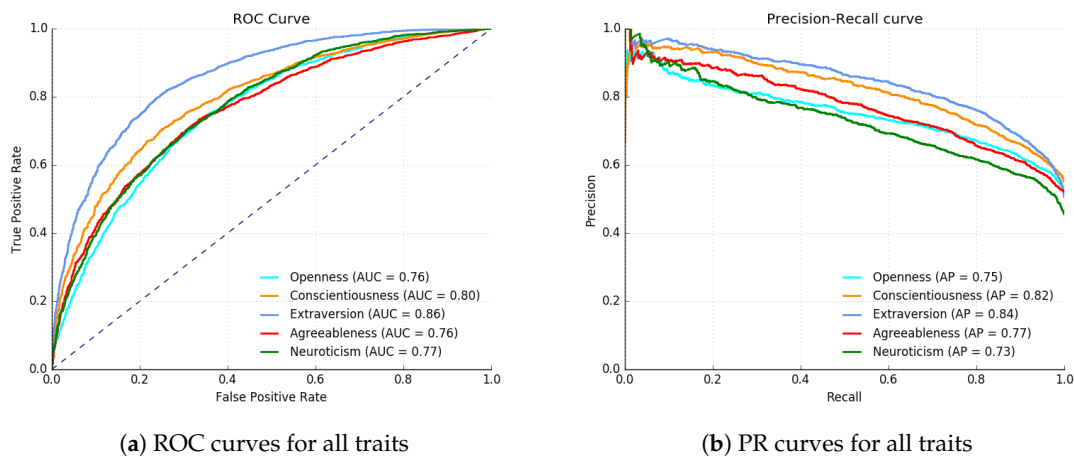 ROC Curve
1.0
0.8
0.6
0.4
0.2
0.0
True Positive Rate
Openness (AUC = 0.76)
Conscientiousness (AUC = 0.80)
Extraversion (AUC = 0.86)
Agreeableness (AUC = 0.76)
Neuroticism (AUC = 0.77)
0.0 0.2 0.4 0.6 0.8 1.0
False Positive Rate
(a) ROC curves for all traits
Precision-Recall curve
1.0
0.8
0.6
0.4
0.2
0.0
Precision
Openness (AP = 0.75)
Conscientiousness (AP = 0.82)
Extraversion (AP = 0.84)
Agreeableness (AP = 0.77)
Neuroticism (AP = 0.73)
0.0 0.2 0.4 0.6 0.8 1.0
Recall
(b) PR curves for all traits